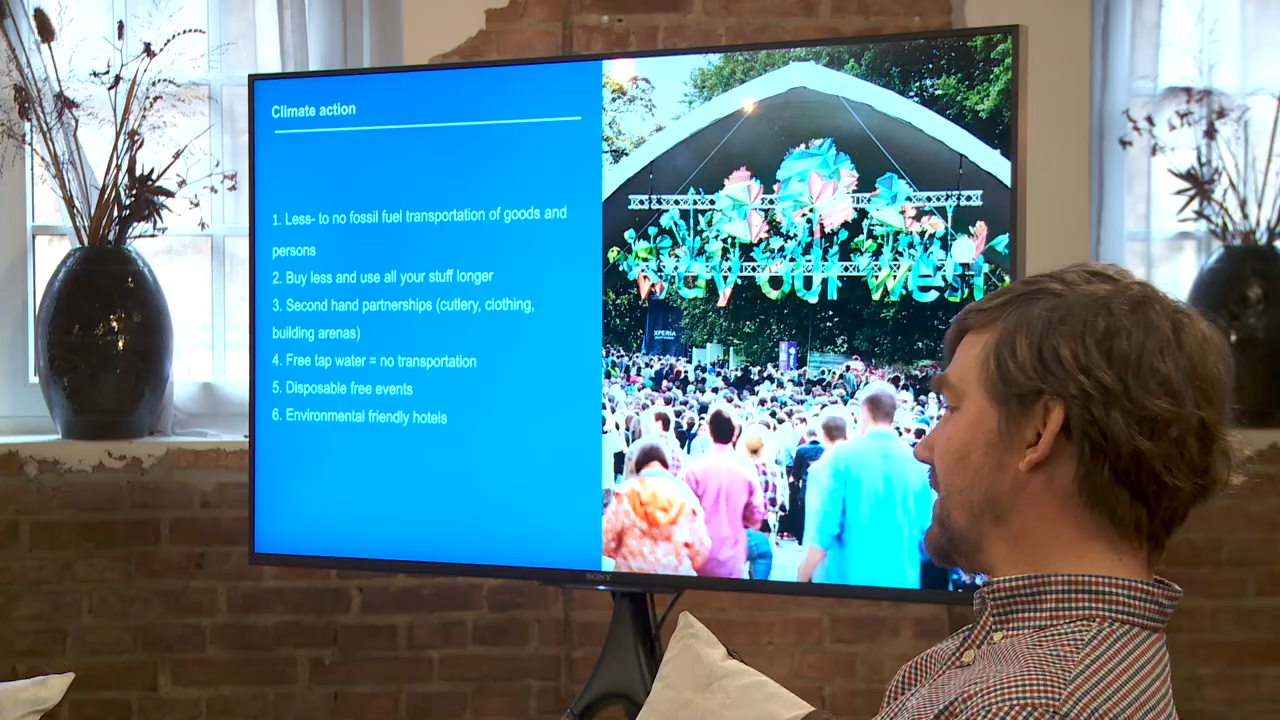 Climate action
1. Less- to no fossil fuel transportation of goods and
persons
2. Buy less and use all your stuff longer
3. Second hand partnerships (cutlery, clothing,
building arenas)
4. Free tap water = no transportation
5. Disposable free events
6. Environmental friendly hotels
way out west
XPERIA
SONY